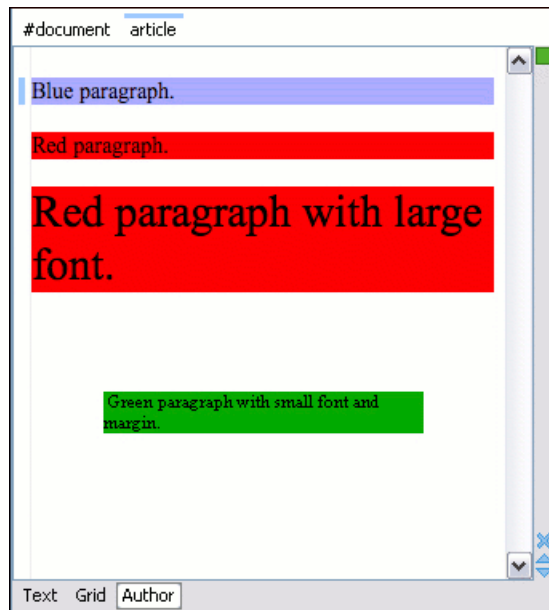 #document article
Blue paragraph.
Red paragraph.
Red paragraph with large
font.
Green paragraph with small font and
margin.
Text Grid Author